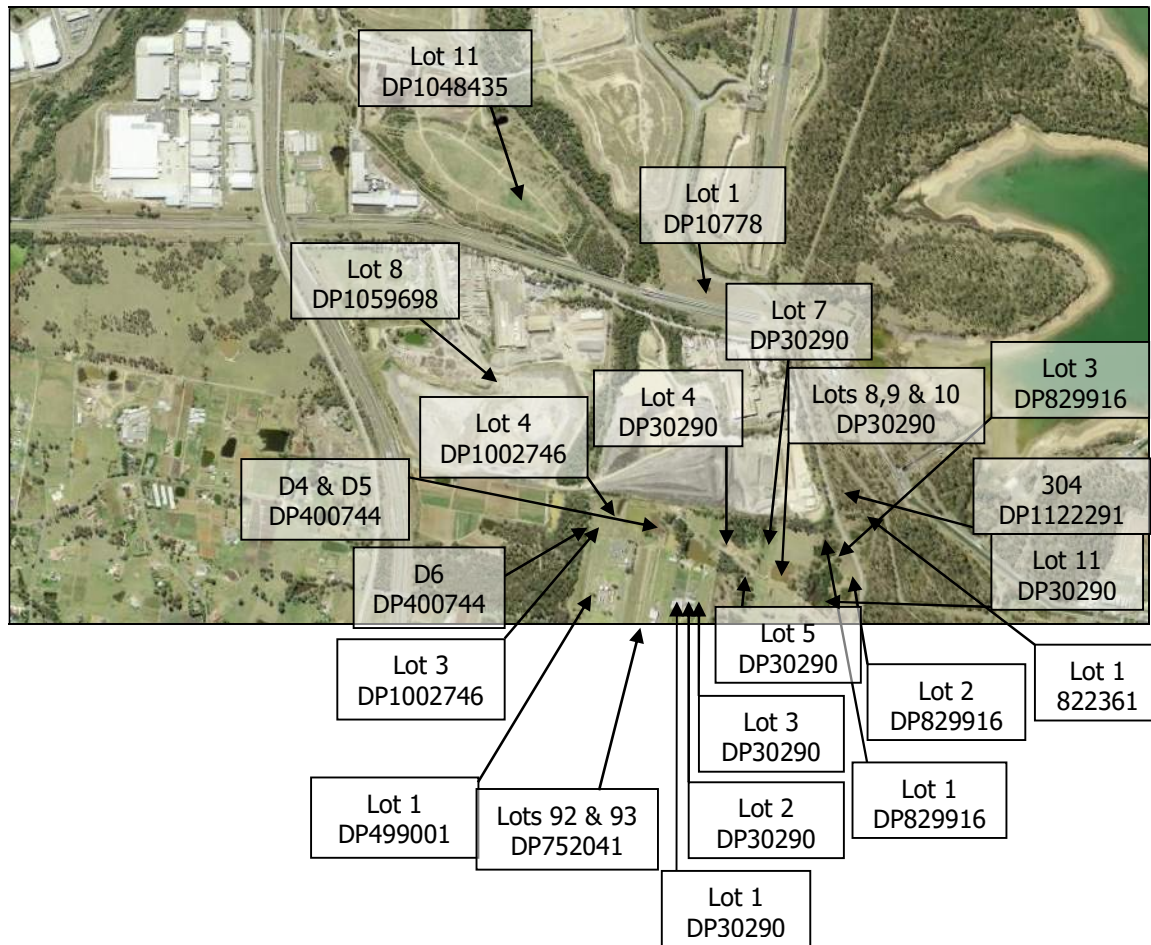 Lot 11
DP1048435
Lot 1
DP10778
Lot 8
DP1059698
Lot 7
DP30290
Lot 3
DP829916
Lot 4
DP30290
Lots 8,9 & 10
DP30290
Lot 4
DP1002746
D4 & D5
DP400744
304
DP1122291
D6
DP400744
Lot 11
DP30290
Lot 5
DP30290
Lot 3
DP1002746
Lot 1
822361
Lot 2
DP829916
Lot 3
DP30290
Lot 1
DP829916
Lot 1
DP499001
Lots 92 & 93
DP752041
Lot 2
DP30290
Lot 1
DP30290